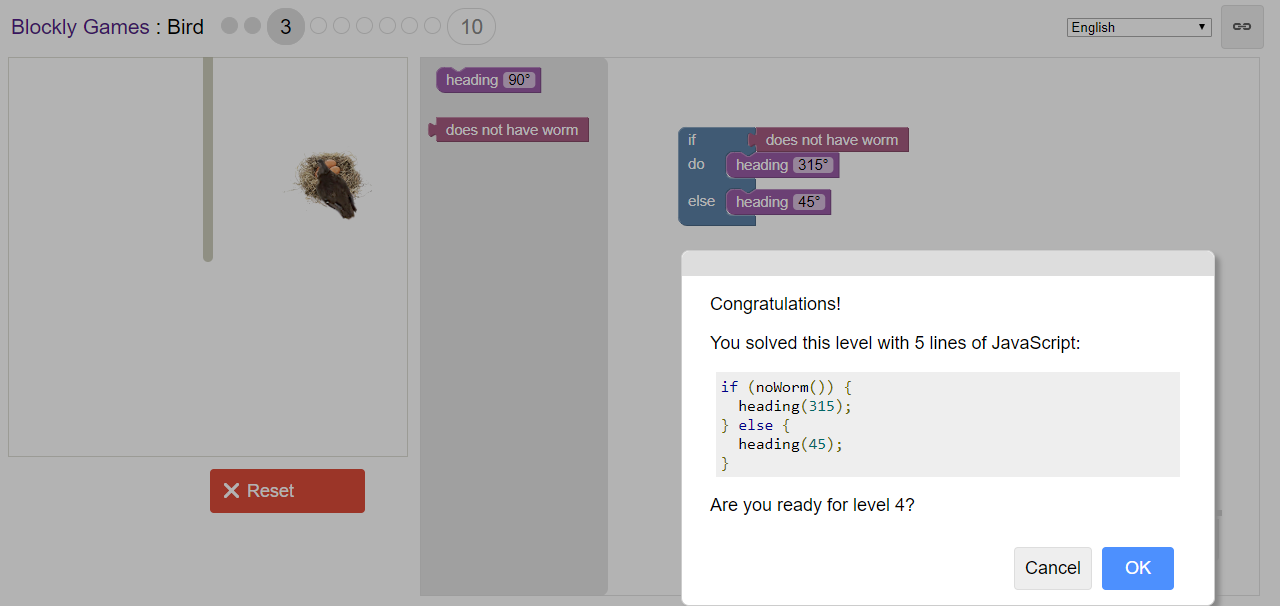 Blockly Games : Bird 3 10 English
heading 90°
does not have worm
if does not have worm
do heading 315°
else heading 45°
Reset
Congratulations!
You solved this level with 5 lines of JavaScript:
if (noWorm()) {
  heading(315);
} else {
  heading(45);
}
Are you ready for level 4?
Cancel OK